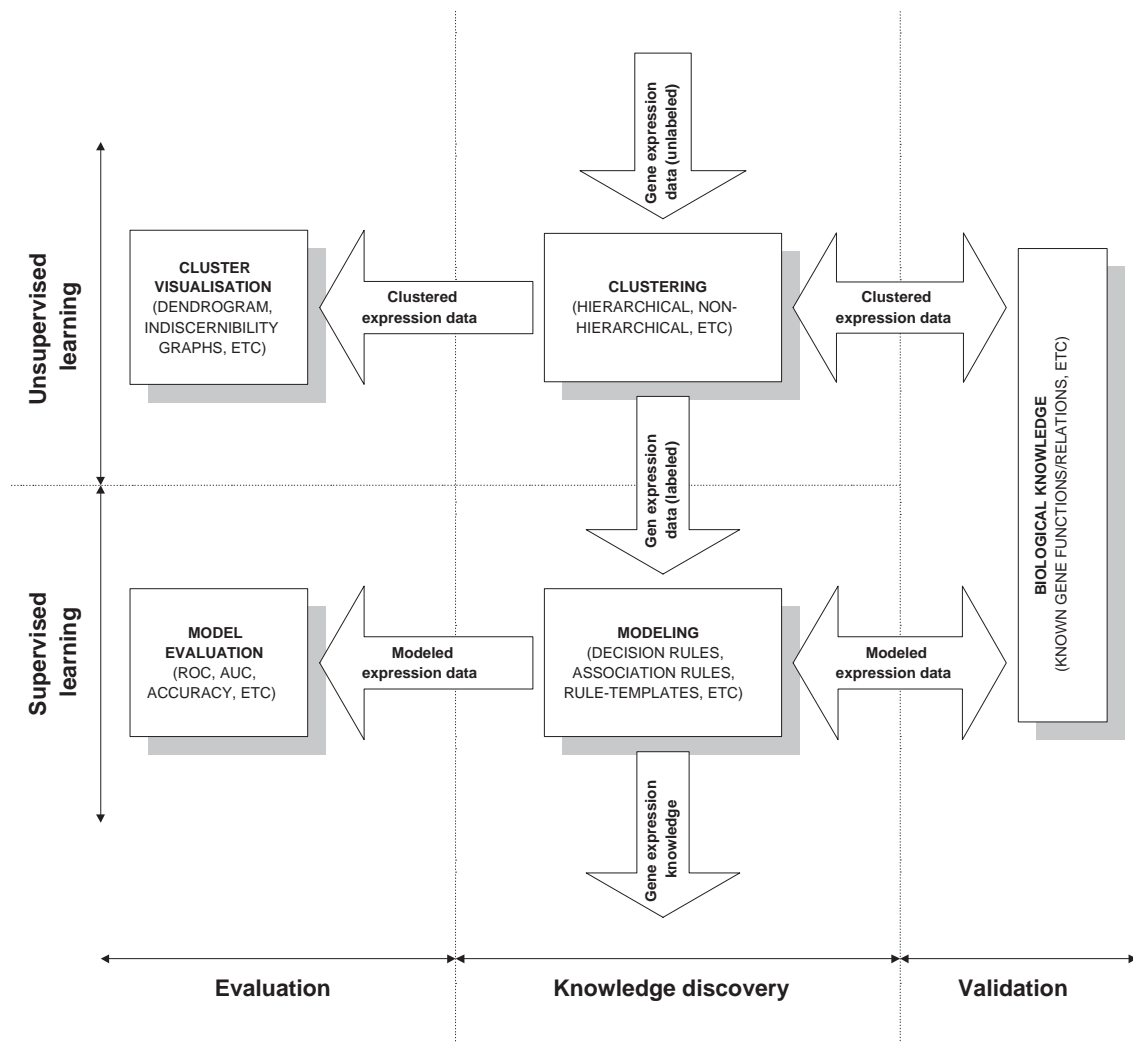 Gene expression
data (unlabeled)
Unsupervised
learning
CLUSTER
VISUALISATION
(DENDROGRAM,
INDISCERNIBILITY
GRAPHS, ETC)
Clustered
expression data
CLUSTERING
(HIERARCHICAL, NON-
HIERARCHICAL, ETC)
Clustered
expression data
BIOLOGICAL KNOWLEDGE
(KNOWN GENE FUNCTIONS/RELATIONS, ETC)
Gen expression
data (labeled)
Supervised
learning
MODEL
EVALUATION
(ROC, AUC,
ACCURACY, ETC)
Modeled
expression data
MODELING
(DECISION RULES,
ASSOCIATION RULES,
RULE-TEMPLATES, ETC)
Modeled
expression data
Gene expression
knowledge
Evaluation
Knowledge discovery
Validation